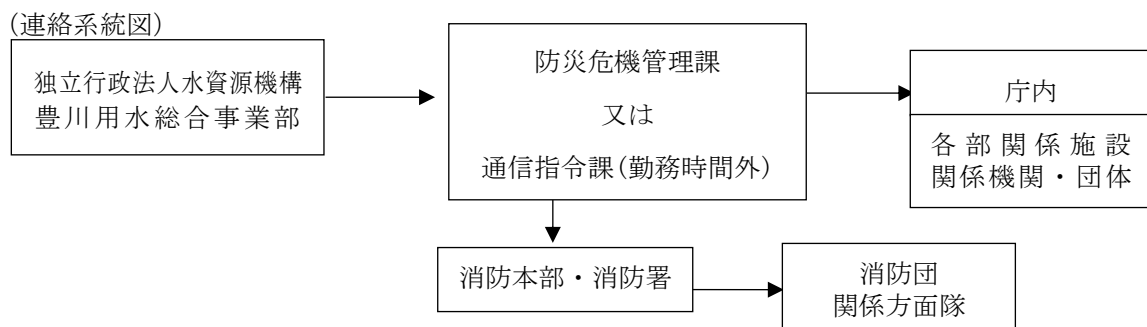 (連絡系統図)
独立行政法人水資源機構
豊川用水総合事業部
防災危機管理課
又は
通信指令課(勤務時間外)
庁内
各部関係施設
関係機関・団体
消防本部・消防署
消防団
関係方面隊